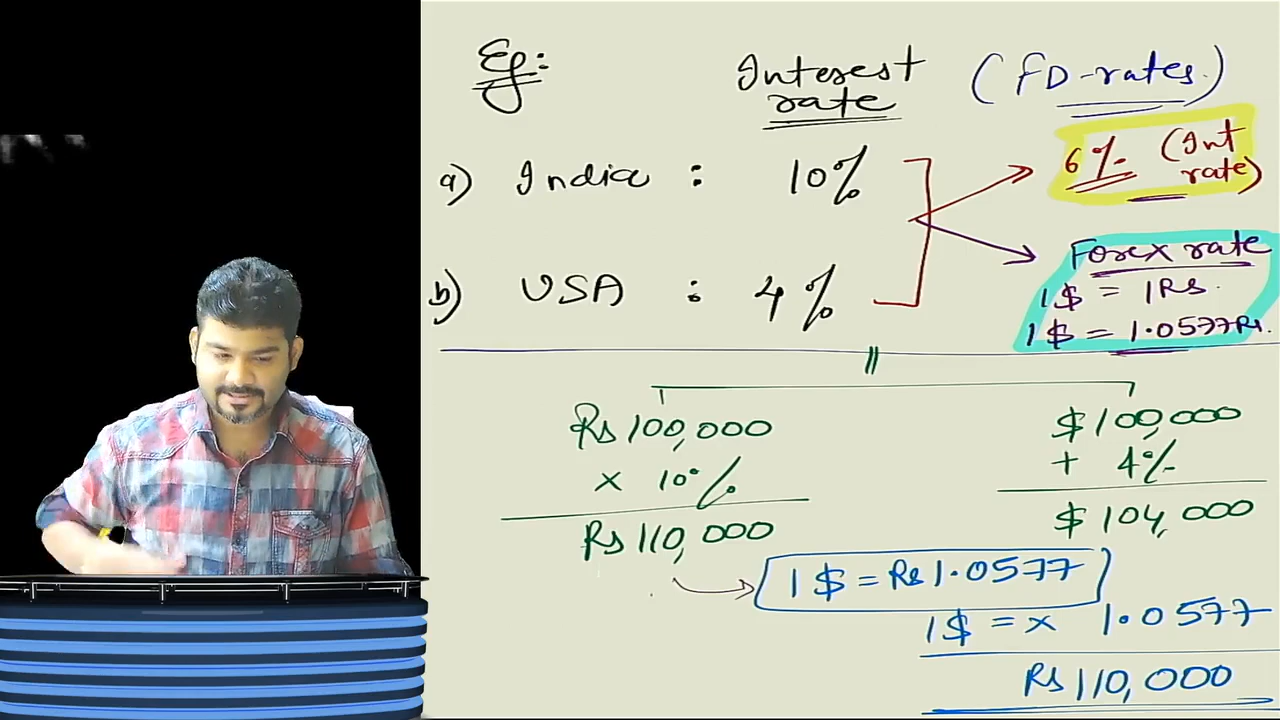 Eg:
Interest rate (FD-rates.)
a) India : 10%
b) USA : 4%
6% (Int rate)
Forex rate
1$ = 1Rs.
1$ = 1.0577Rs.
Rs 100,000
x 10%
Rs 110,000
$100,000
+ 4%
$ 104,000
1$ = Rs 1.0577
1$ = x 1.0577
Rs 110,000